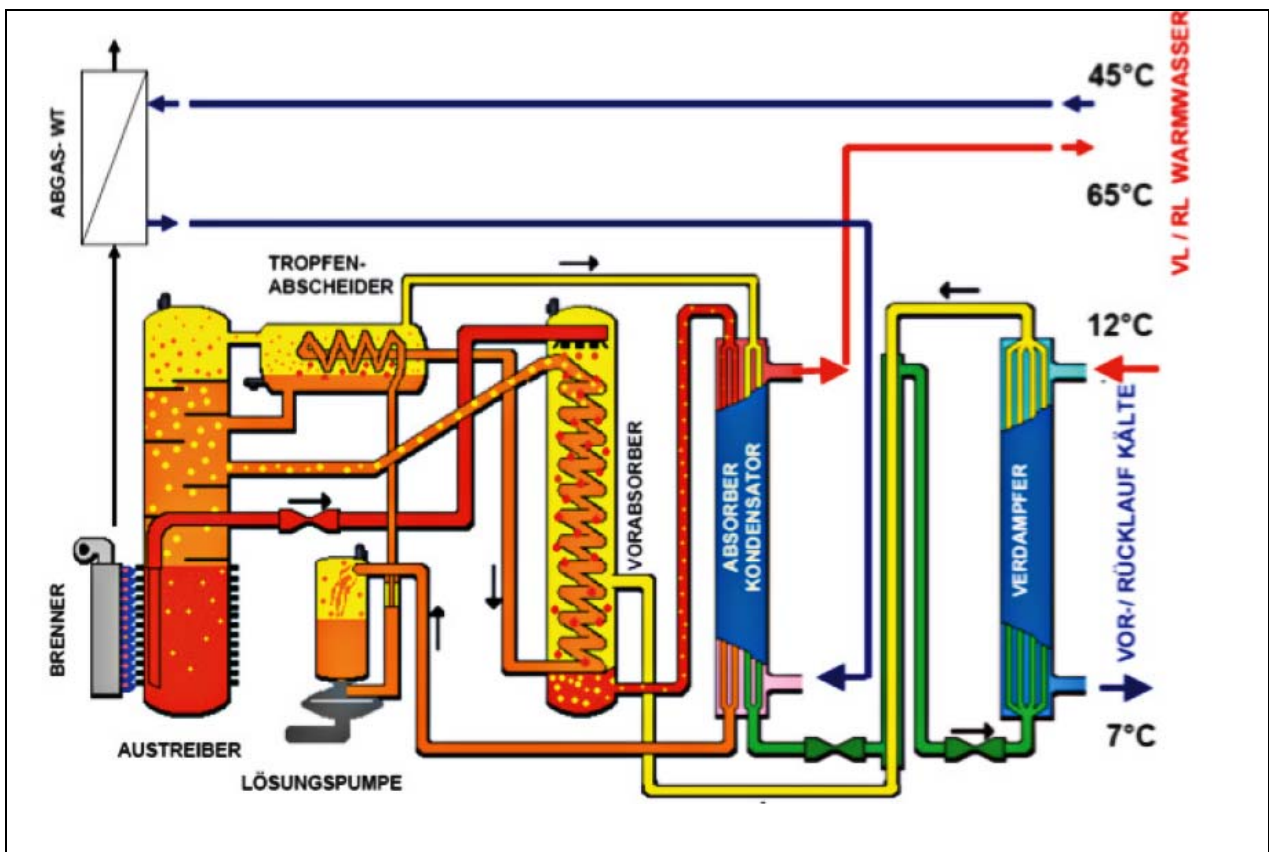 45°C
ABGAS- WT
VL / RL WARMWASSER
65°C
TROPFEN-
ABSCHEIDER
12°C
VORABSORBER
ABSORBER
KONDENSATOR
VERDAMPFER
VOR-/ RÜCKLAUF KÄLTE
BRENNER
7°C
AUSTREIBER
LÖSUNGSPUMPE